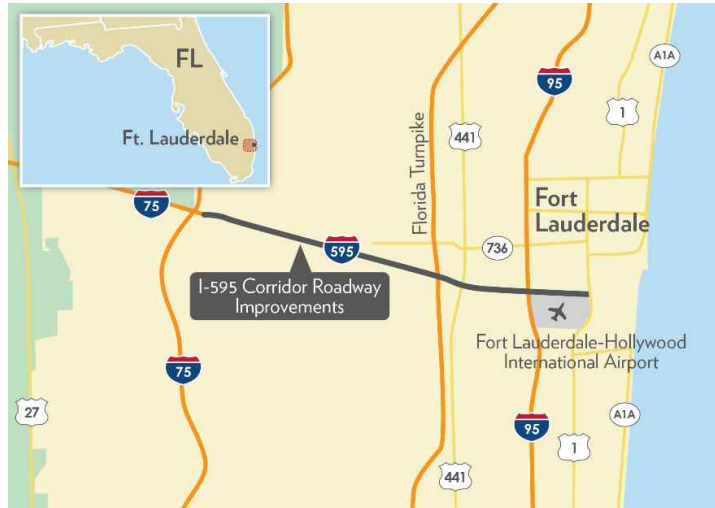 FL
Ft. Lauderdale
75
595
I-595 Corridor Roadway
Improvements
75
27
Florida Turnpike
441
95
A1A
1
Fort
Lauderdale
736
Fort Lauderdale-Hollywood
International Airport
95
A1A
1
441